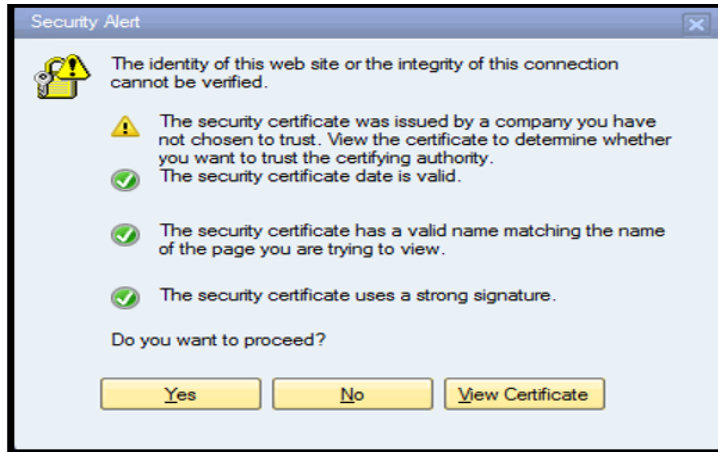 Security Alert
The identity of this web site or the integrity of this connection
cannot be verified.
The security certificate was issued by a company you have
not chosen to trust. View the certificate to determine whether
you want to trust the certifying authority.
The security certificate date is valid.
The security certificate has a valid name matching the name
of the page you are trying to view.
The security certificate uses a strong signature.
Do you want to proceed?
Yes No View Certificate